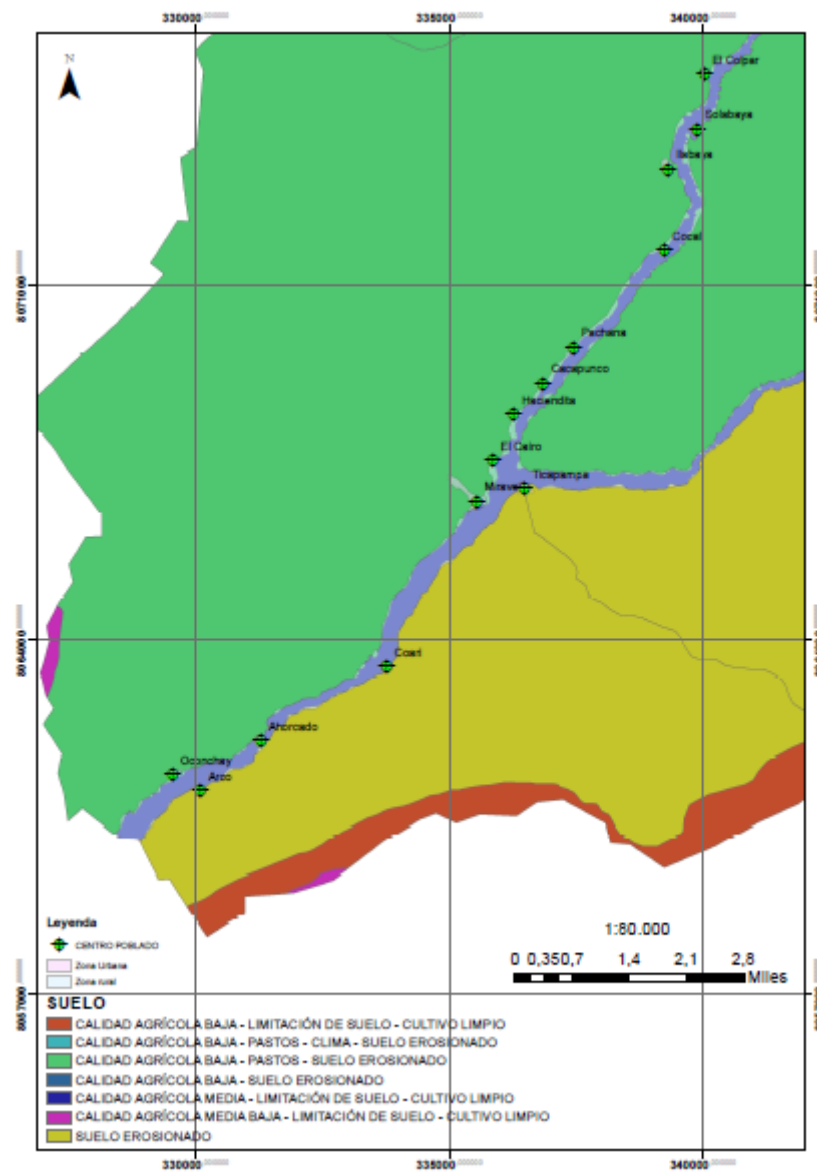 330000 335000 340000
N
El Colpar
Solabaya
Ilabaya
Cocal
8071000
Pachana
Cacapunco
Haciendita
El Cairo
Ticapampa
Mirave
8064000
Coari
Ahorcado
Oconchay
Arco
Leyenda
CENTRO POBLADO
Zona Urbana
Zona rural
1:80.000
0 0,350,7 1,4 2,1 2,8
Miles
8057000
SUELO
CALIDAD AGRÍCOLA BAJA - LIMITACIÓN DE SUELO - CULTIVO LIMPIO
CALIDAD AGRÍCOLA BAJA - PASTOS - CLIMA - SUELO EROSIONADO
CALIDAD AGRÍCOLA BAJA - PASTOS - SUELO EROSIONADO
CALIDAD AGRÍCOLA BAJA - SUELO EROSIONADO
CALIDAD AGRÍCOLA MEDIA - LIMITACIÓN DE SUELO - CULTIVO LIMPIO
CALIDAD AGRÍCOLA MEDIA BAJA - LIMITACIÓN DE SUELO - CULTIVO LIMPIO
SUELO EROSIONADO
330000 335000 340000